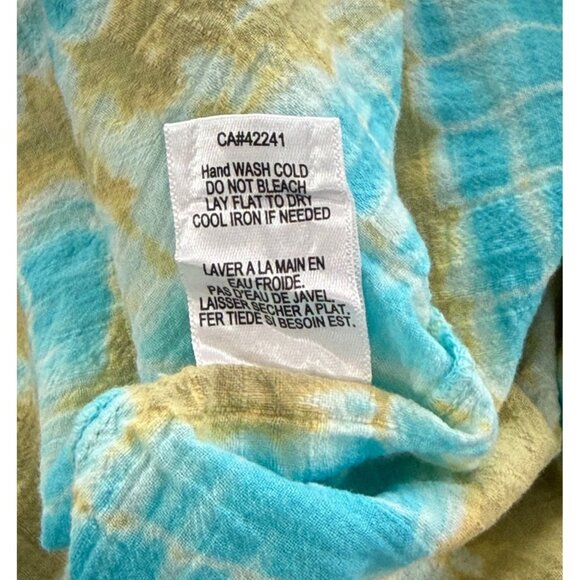 CA#42241
Hand WASH COLD
DO NOT BLEACH
LAY FLAT TO DRY
COOL IRON IF NEEDED
LAVER A LA MAIN EN
EAU FROIDE.
PAS D'EAU DE JAVEL.
LAISSER SECHER A PLAT.
FER TIEDE SI BESOIN EST.